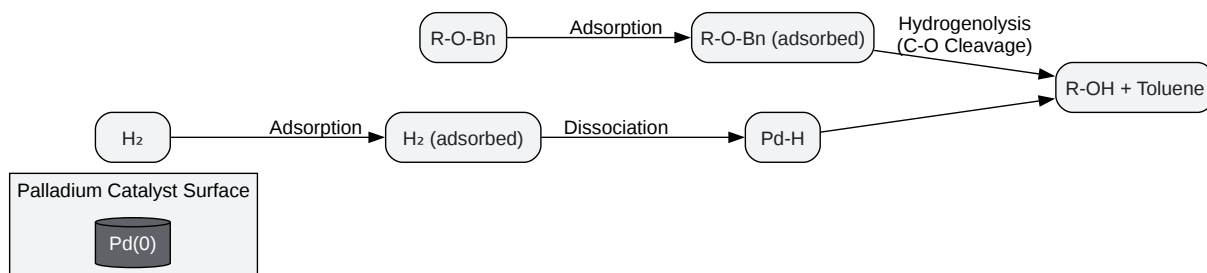 R-O-Bn
Adsorption
R-O-Bn (adsorbed)
Hydrogenolysis
(C-O Cleavage)
R-OH + Toluene
H₂
Adsorption
H₂ (adsorbed)
Dissociation
Pd-H
Palladium Catalyst Surface
Pd(0)